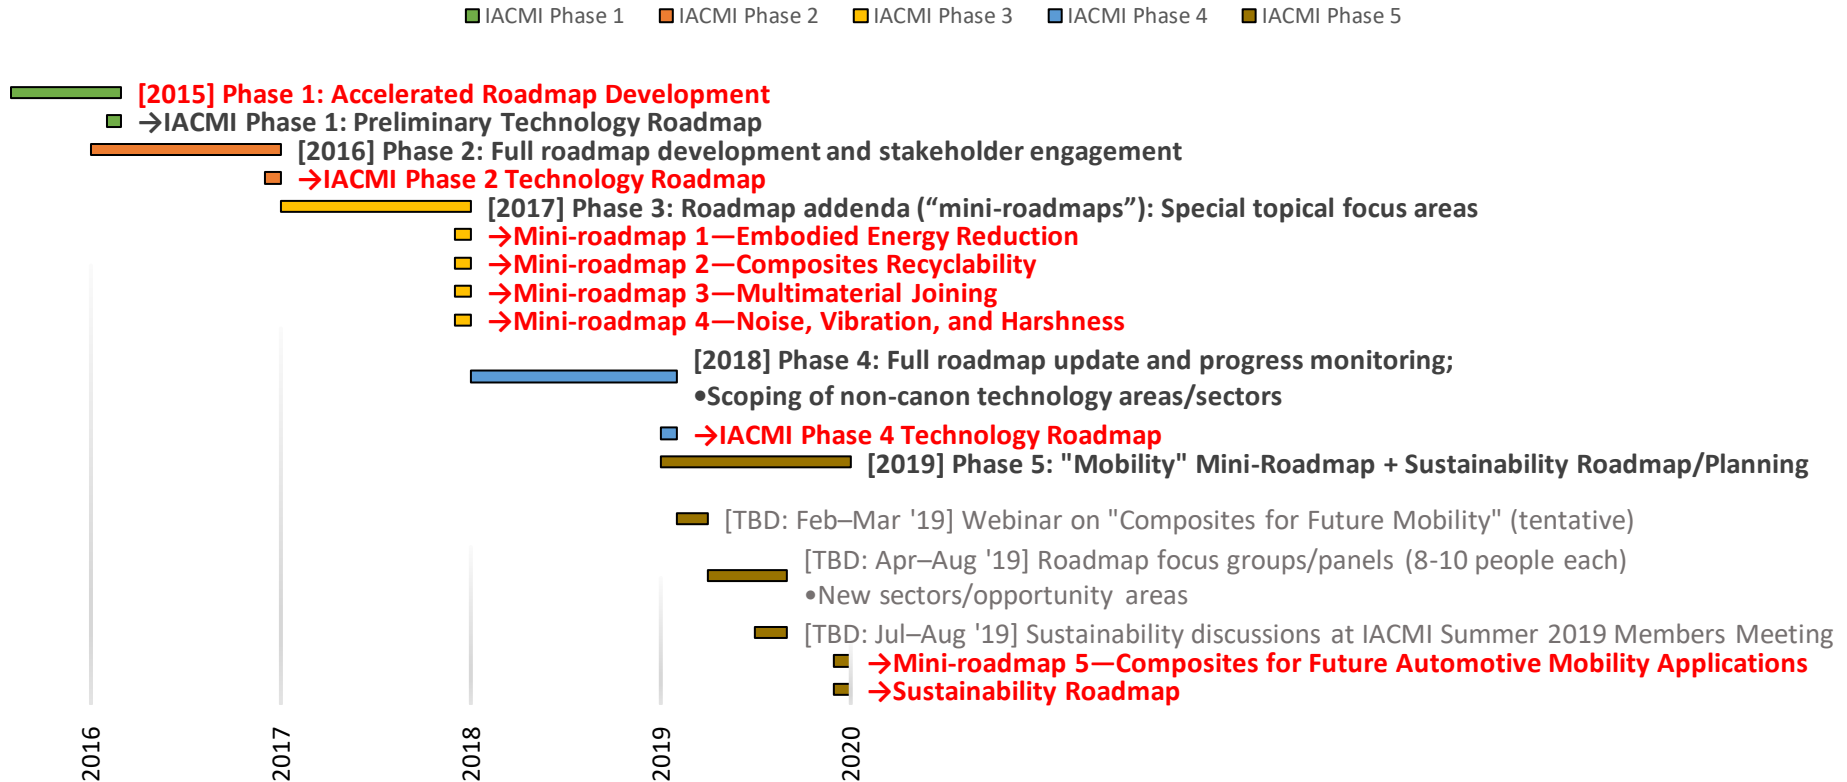 IACMI Phase 1 IACMI Phase 2 IACMI Phase 3 IACMI Phase 4 IACMI Phase 5
[2015] Phase 1: Accelerated Roadmap Development
→IACMI Phase 1: Preliminary Technology Roadmap
[2016] Phase 2: Full roadmap development and stakeholder engagement
→IACMI Phase 2 Technology Roadmap
[2017] Phase 3: Roadmap addenda (“mini-roadmaps”): Special topical focus areas
→Mini-roadmap 1—Embodied Energy Reduction
→Mini-roadmap 2—Composites Recyclability
→Mini-roadmap 3—Multimaterial Joining
→Mini-roadmap 4—Noise, Vibration, and Harshness
[2018] Phase 4: Full roadmap update and progress monitoring;
•Scoping of non-canon technology areas/sectors
→IACMI Phase 4 Technology Roadmap
[2019] Phase 5: "Mobility" Mini-Roadmap + Sustainability Roadmap/Planning
[TBD: Feb–Mar '19] Webinar on "Composites for Future Mobility" (tentative)
[TBD: Apr–Aug '19] Roadmap focus groups/panels (8-10 people each)
•New sectors/opportunity areas
[TBD: Jul–Aug '19] Sustainability discussions at IACMI Summer 2019 Members Meeting
→Mini-roadmap 5—Composites for Future Automotive Mobility Applications
→Sustainability Roadmap
2016 2017 2018 2019 2020